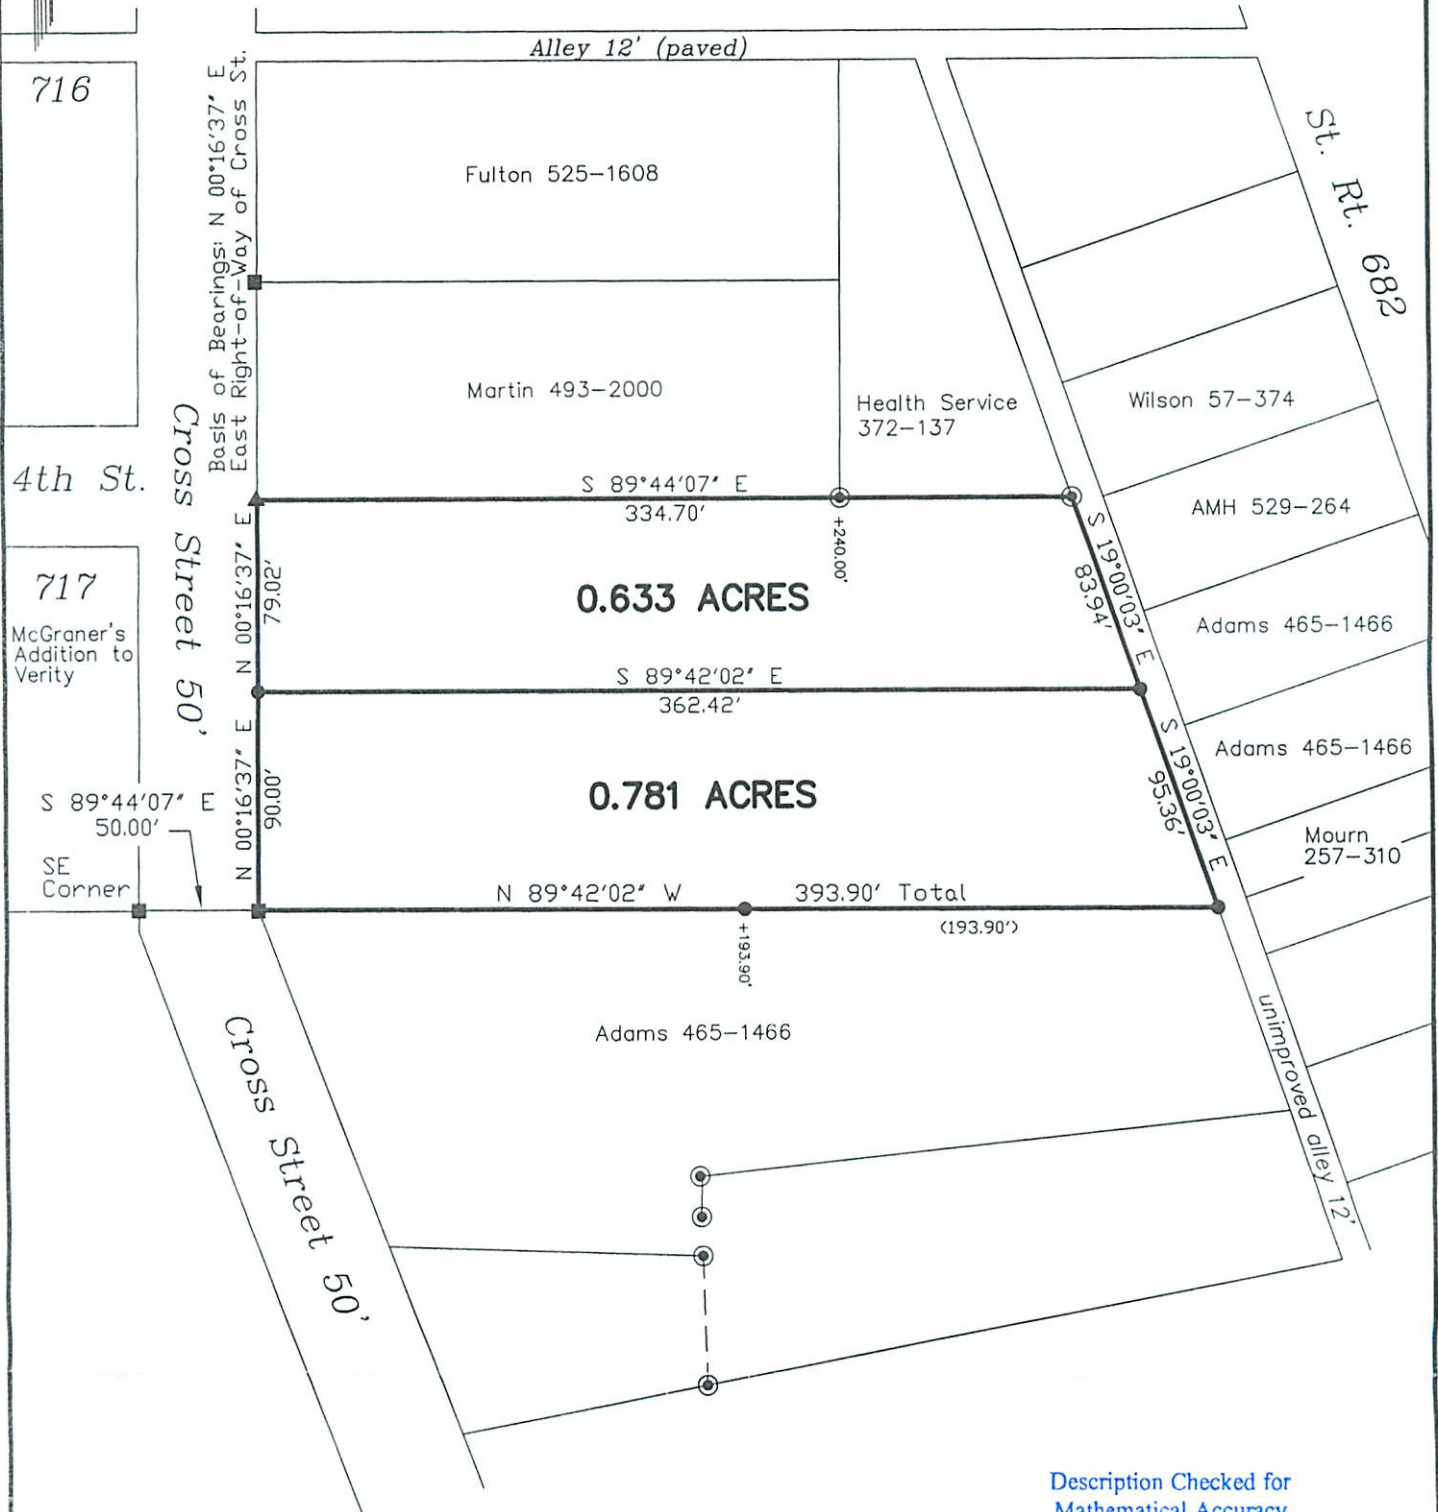 Alley 12' (paved)
716
Basis of Bearings: N 00°16'37" E
East Right-of-Way of Cross St.
Fulton 525-1608
St. Rt. 682
Martin 493-2000
Health Service
372-137
Wilson 57-374
Cross Street 50'
4th St.
S 89°44'07" E
334.70'
+240.00'
AMH 529-264
N 00°16'37" E
79.02'
0.633 ACRES
S 19°00'03" E
83.94'
717
McGraner's
Addition to
Verity
Adams 465-1466
S 89°42'02" E
362.42'
N 00°16'37" E
90.00'
0.781 ACRES
S 19°00'03" E
95.36'
Adams 465-1466
S 89°44'07" E
50.00'
Mourn
257-310
SE
Corner
N 89°42'02" W 393.90' Total
+193.90'
(193.90')
Adams 465-1466
unimproved alley 12'
Cross Street 50'
Description Checked for
Mathematical Accuracy